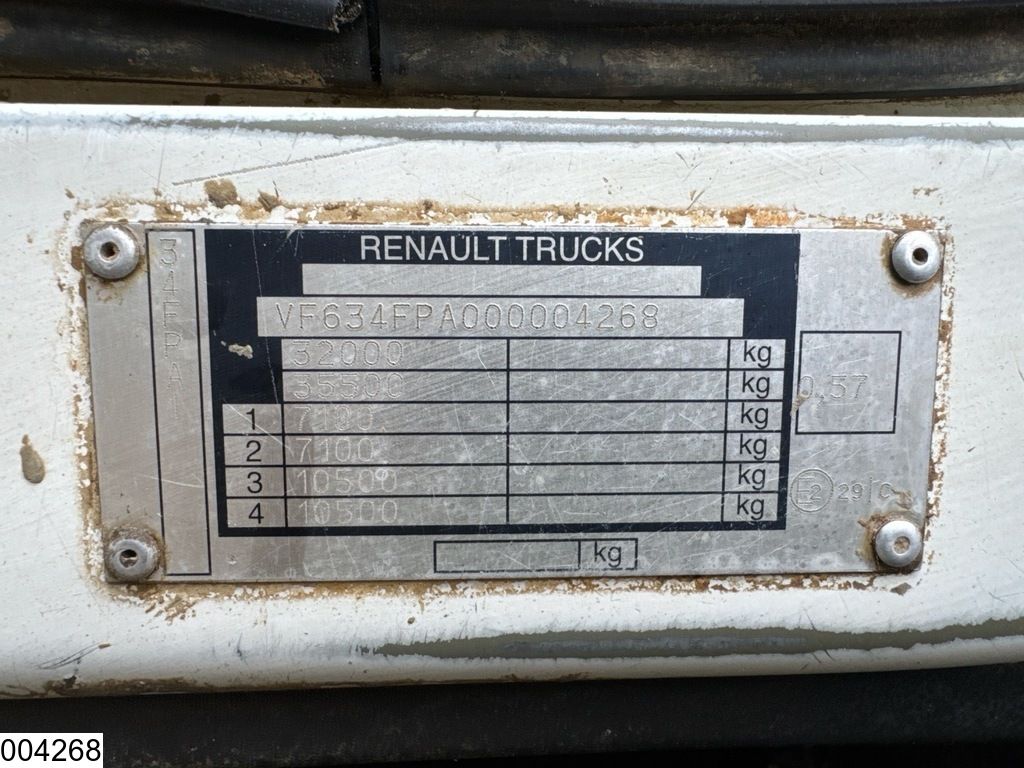 34FPA1
RENAULT TRUCKS
VF634FPA000004268
32000 kg
35500 kg
1 7100 kg
2 7100 kg
3 10500 kg
4 10500 kg
0,57
E2 29 C
kg
004268